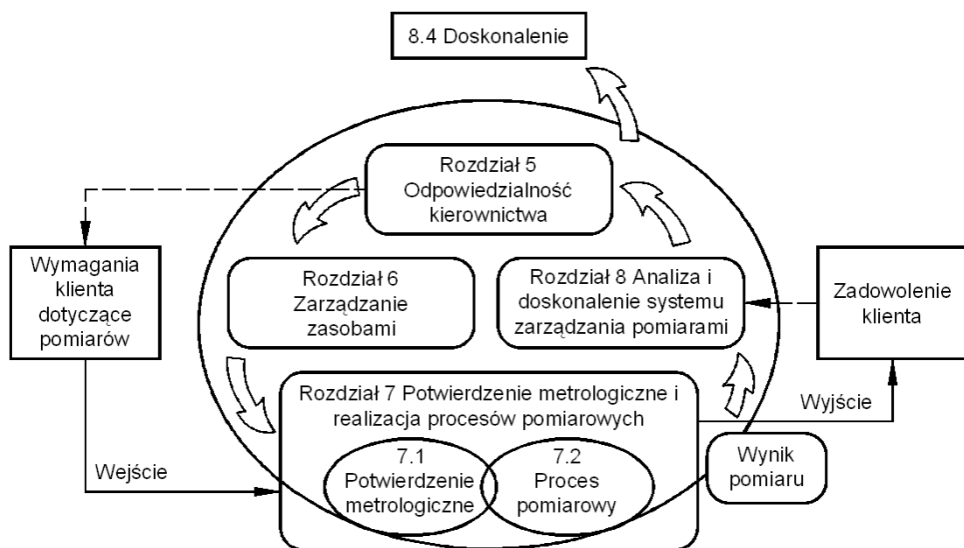 8.4 Doskonalenie
Rozdział 5
Odpowiedzialność
kierownictwa
Wymagania
klienta
dotyczące
pomiarów
Rozdział 6
Zarządzanie
zasobami
Rozdział 8 Analiza i
doskonalenie systemu
zarządzania pomiarami
Zadowolenie
klienta
Rozdział 7 Potwierdzenie metrologiczne i
realizacja procesów pomiarowych
Wyjście
7.1
Potwierdzenie
metrologiczne
7.2
Proces
pomiarowy
Wynik
pomiaru
Wejście